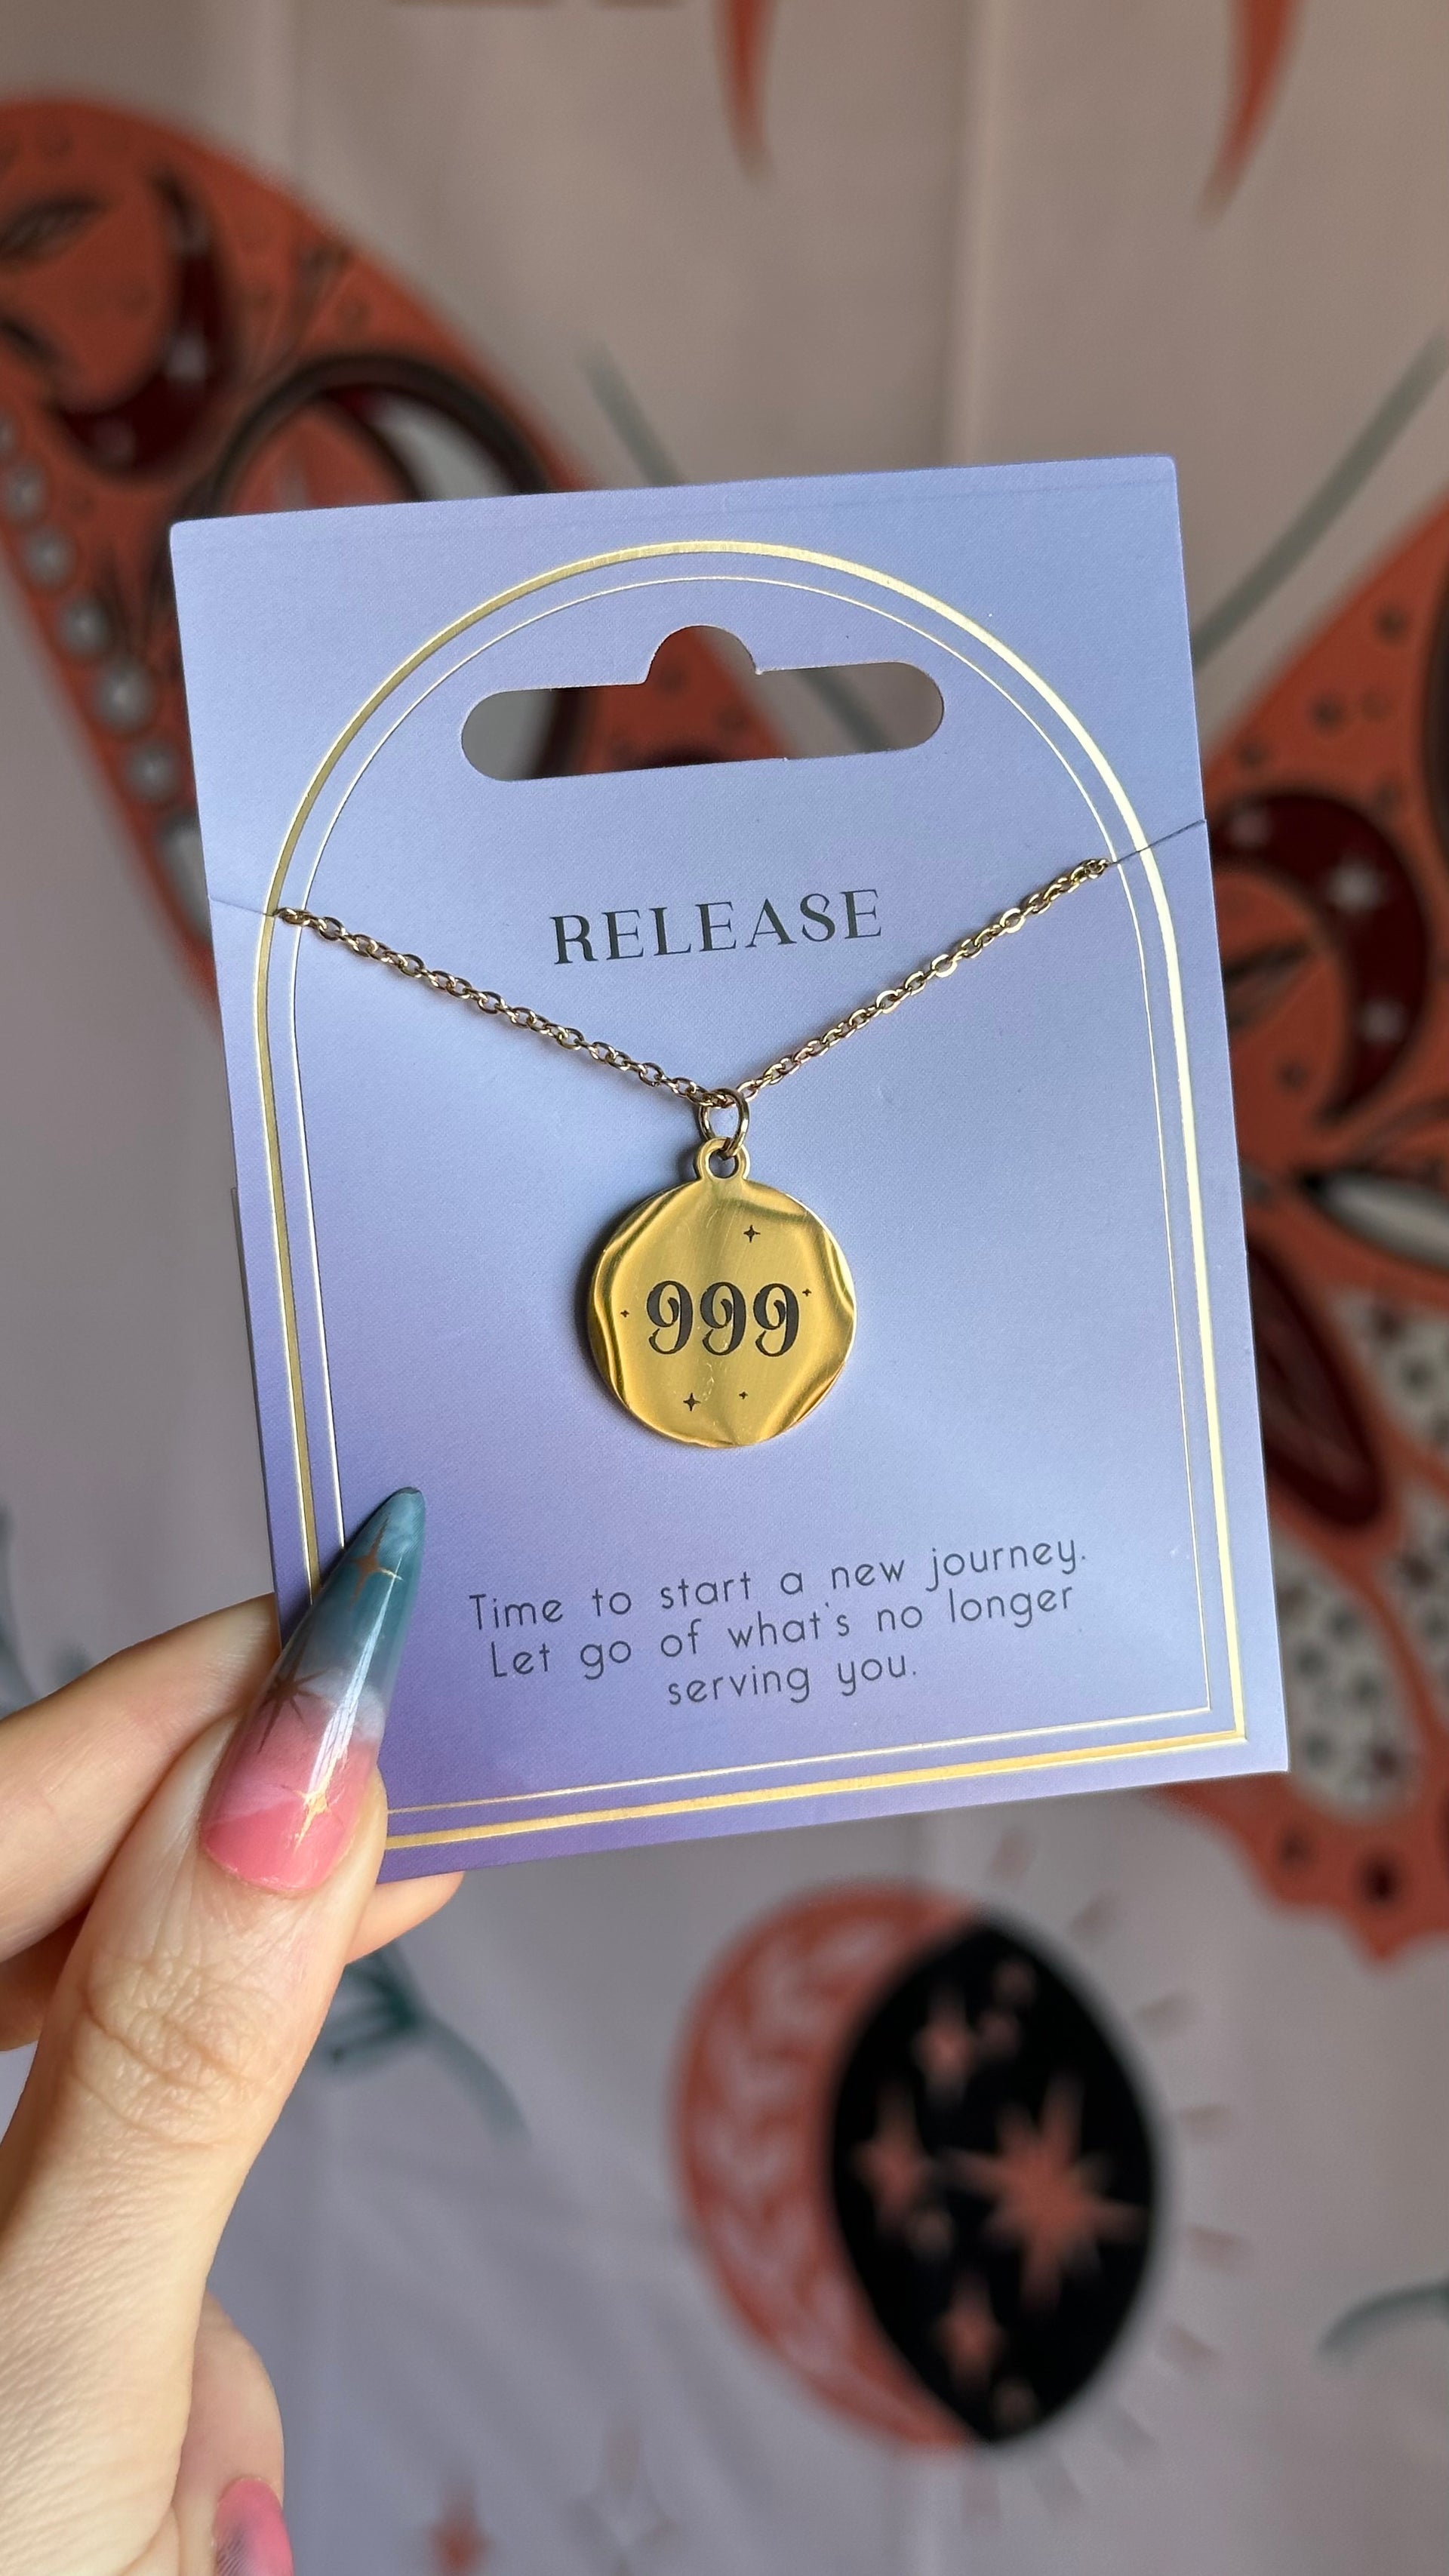 RELEASE
999
Time to start a new journey.
Let go of what's no longer
serving you.